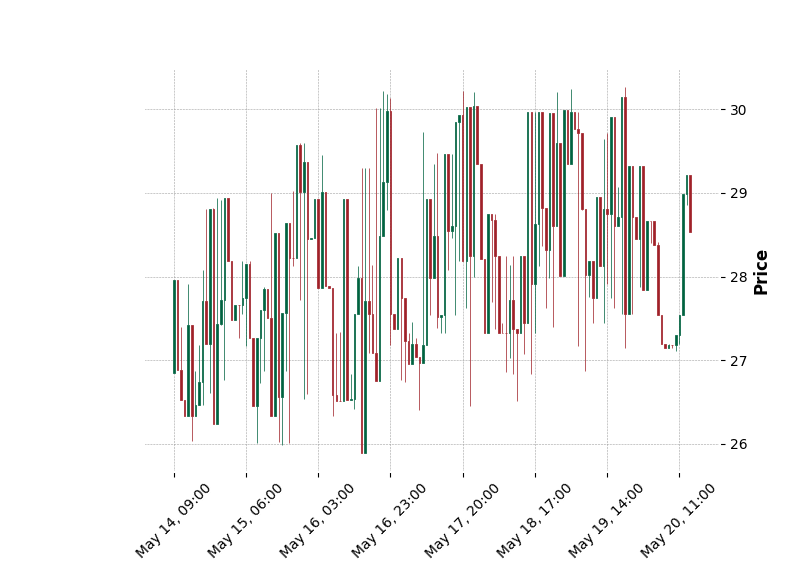 30
29
28
27
26
Price
May 14, 09:00
May 15, 06:00
May 16, 03:00
May 16, 23:00
May 17, 20:00
May 18, 17:00
May 19, 14:00
May 20, 11:00